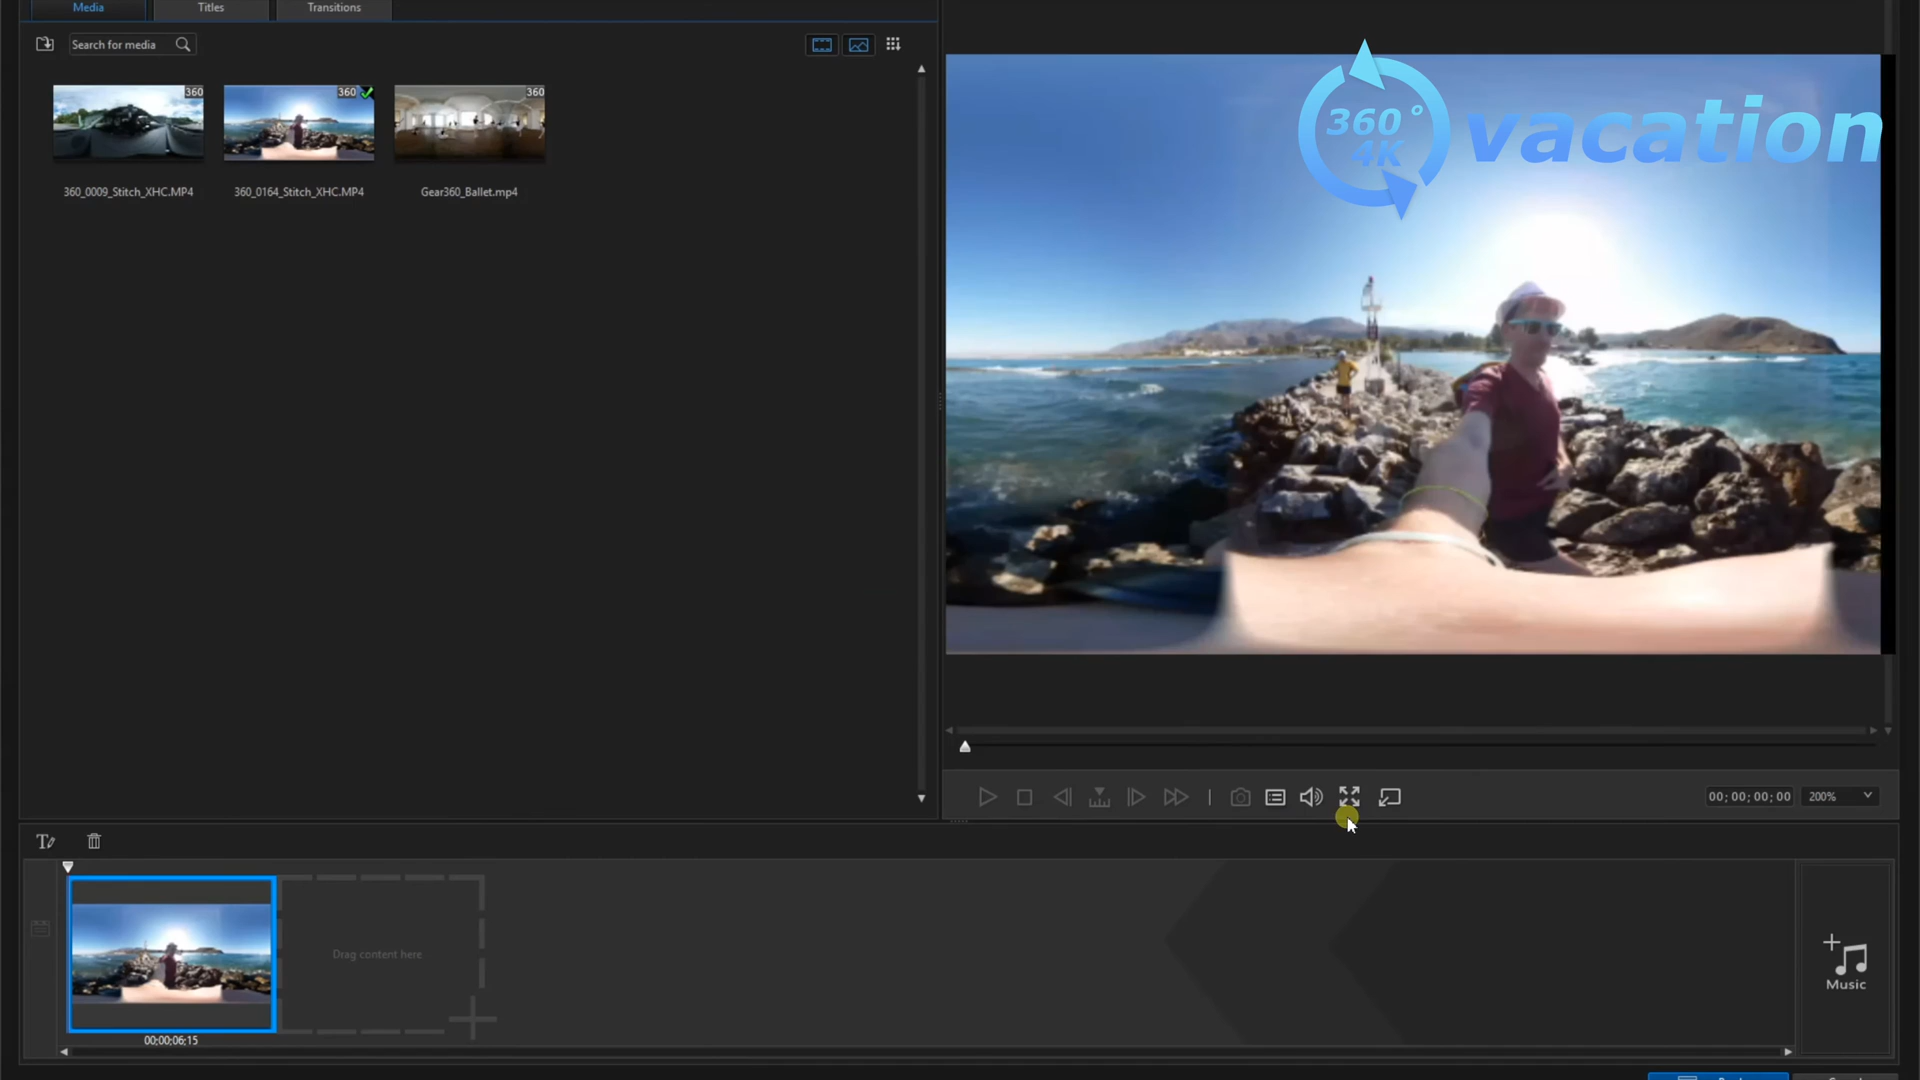 Media Titles Transitions
Search for media
360 360 360
360_0009_Stitch_XHC.MP4 360_0164_Stitch_XHC.MP4 Gear360_Ballet.mp4
360°
4K
vacation
00; 00; 00; 00 200%
Drag content here
Music
00;00;06;15